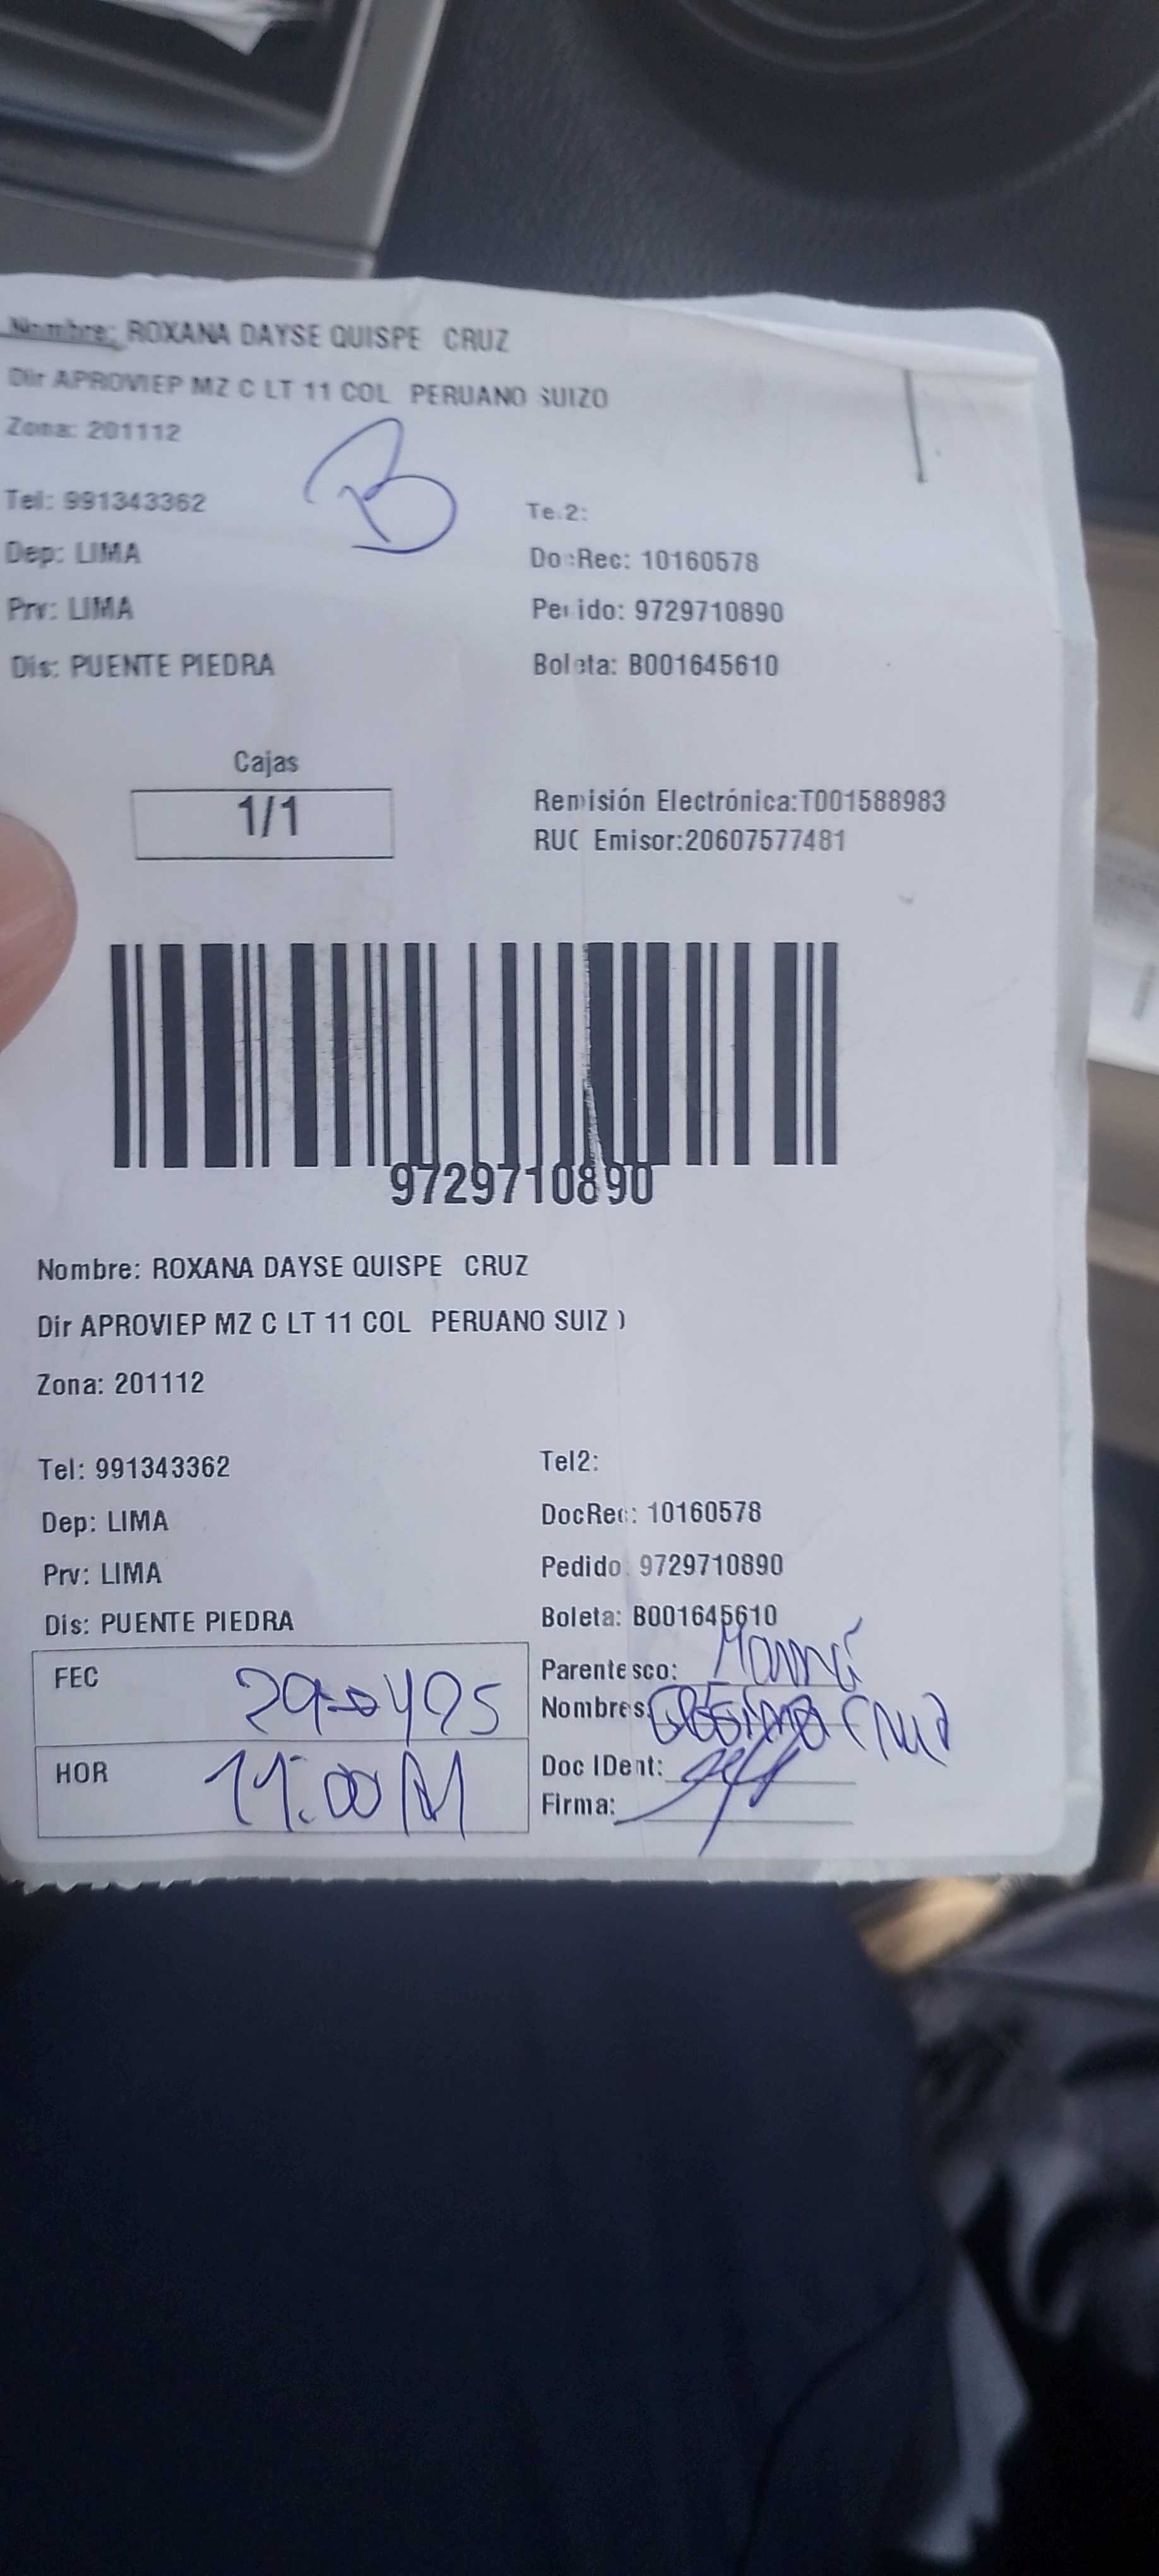 Nombre: ROXANA DAYSE QUISPE CRUZ
Dir APROVIEP MZ C LT 11 COL PERUANO SUIZO
Zona: 201112
B
Tel: 991343362
Te.2:
Dep: LIMA
DocRec: 10160578
Prv: LIMA
Pedido: 9729710890
Dis: PUENTE PIEDRA
Boleta: B001645610
Cajas
1/1
Remisión Electrónica:T001588983
RUC Emisor:20607577481
9729710890
Nombre: ROXANA DAYSE QUISPE CRUZ
Dir APROVIEP MZ C LT 11 COL PERUANO SUIZO
Zona: 201112
Tel: 991343362
Tel2:
Dep: LIMA
DocRec: 10160578
Prv: LIMA
Pedido: 9729710890
Dis: PUENTE PIEDRA
Boleta: B001645610
FEC
Parentesco: Mamá
Nombres: Cruz
HOR
Doc IDent:
Firma: